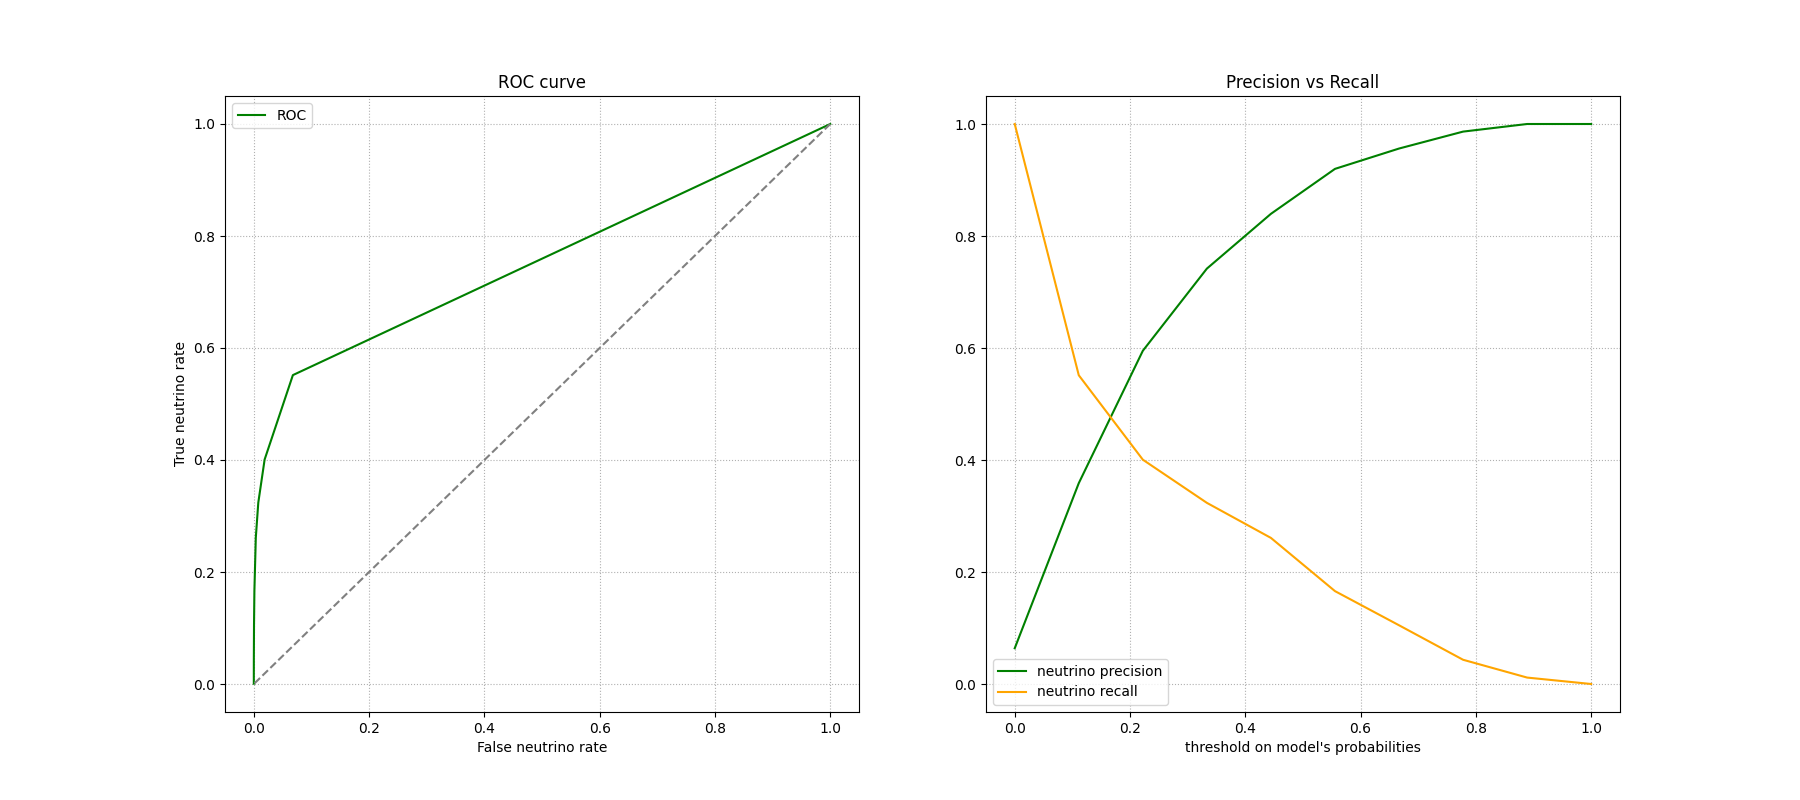 ROC curve
ROC
1.0
0.8
0.6
0.4
0.2
0.0
True neutrino rate
0.0 0.2 0.4 0.6 0.8 1.0
False neutrino rate
Precision vs Recall
1.0
0.8
0.6
0.4
0.2
0.0
neutrino precision
neutrino recall
0.0 0.2 0.4 0.6 0.8 1.0
threshold on model's probabilities